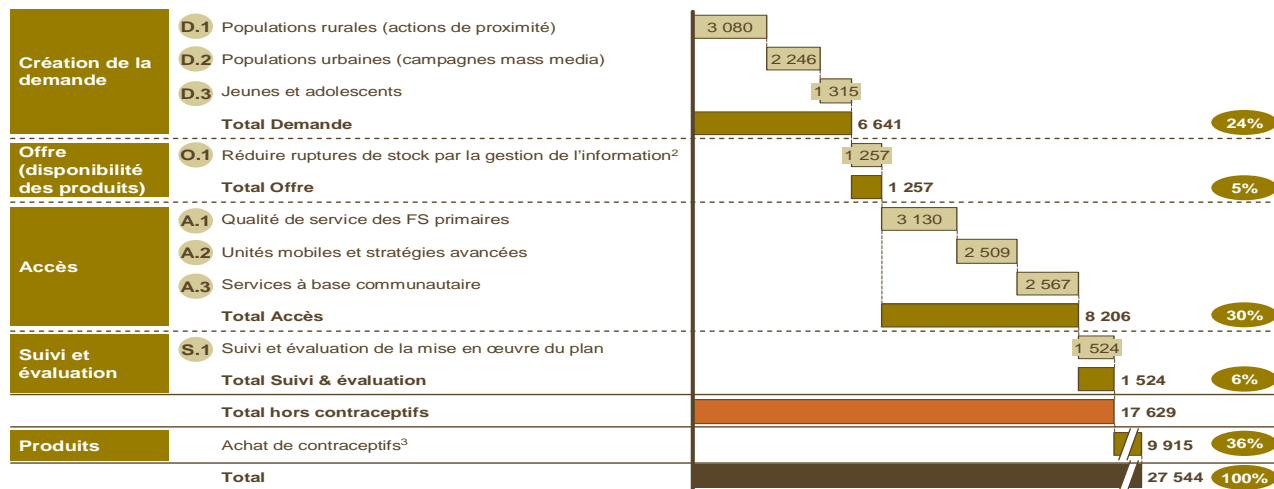 Création de la
demande
D.1 Populations rurales (actions de proximité) 3 080
D.2 Populations urbaines (campagnes mass media) 2 246
D.3 Jeunes et adolescents 1 315
Total Demande 6 641 24%
Offre
(disponibilité
des produits)
O.1 Réduire ruptures de stock par la gestion de l'information² 1 257
Total Offre 1 257 5%
Accès
A.1 Qualité de service des FS primaires 3 130
A.2 Unités mobiles et stratégies avancées 2 509
A.3 Services à base communautaire 2 567
Total Accès 8 206 30%
Suivi et
évaluation
S.1 Suivi et évaluation de la mise en œuvre du plan 1 524
Total Suivi & évaluation 1 524 6%
Total hors contraceptifs 17 629
Produits Achat de contraceptifs³ 9 915 36%
Total 27 544 100%